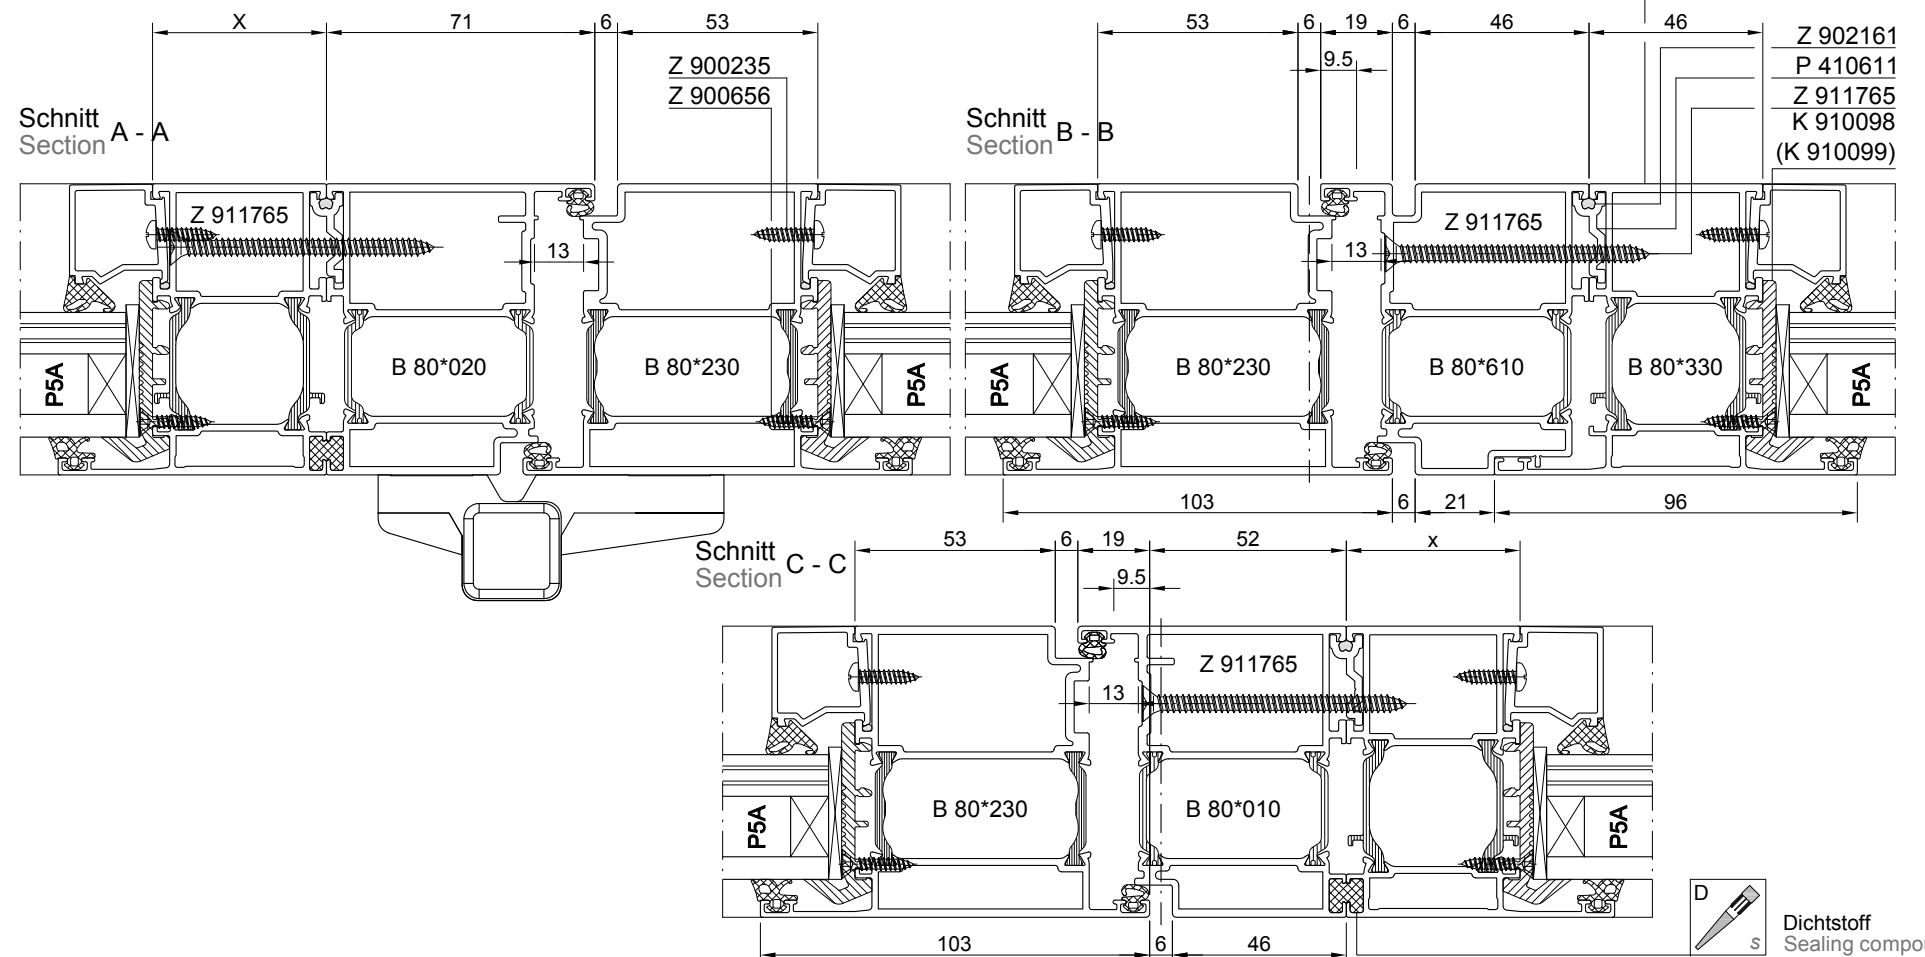 X 71 6 53
Z 900235
Z 900656
Schnitt
Section A - A
Z 911765
13
P5A B 80*020 B 80*230 P5A
53 6 19 6 46 46
9.5
Z 902161
P 410611
Z 911765
K 910098
(K 910099)
Schnitt
Section B - B
Z 911765
13
P5A B 80*230 B 80*610 B 80*330 P5A
103 6 21 96
Schnitt
Section C - C
53 6 19 52 x
9.5
Z 911765
13
P5A B 80*230 B 80*010 P5A
103 6 46
D
s
Dichtstoff
Sealing compo